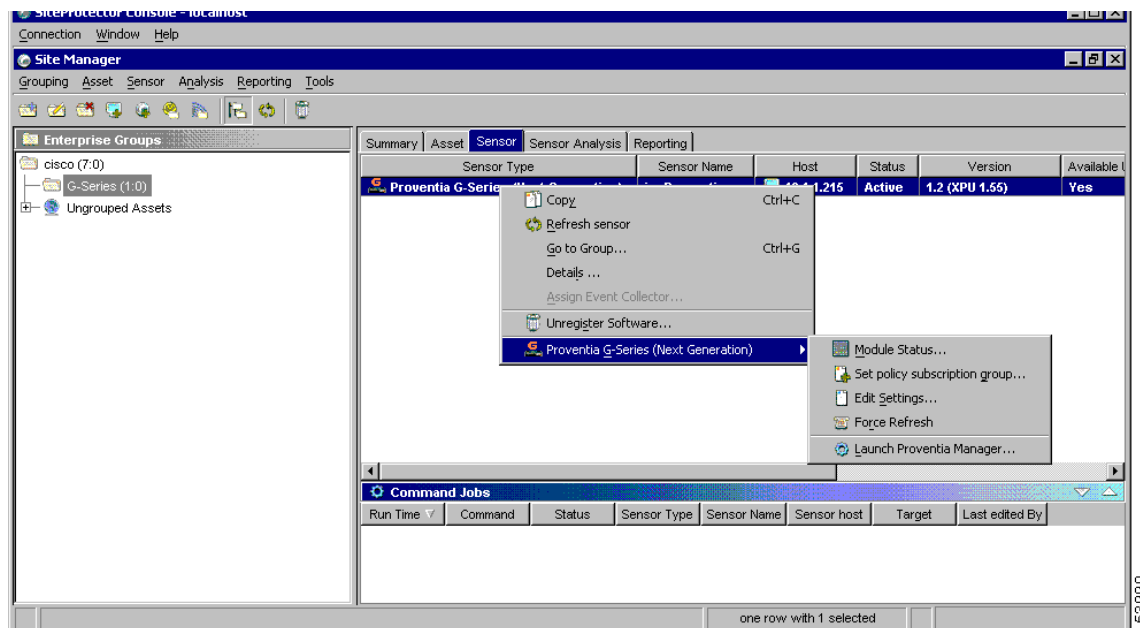 SiteProtector Console - localhost
Connection Window Help
Site Manager
Grouping Asset Sensor Analysis Reporting Tools
Enterprise Groups
cisco (7:0)
G-Series (1:0)
Ungrouped Assets
Summary Asset Sensor Sensor Analysis Reporting
Sensor Type Sensor Name Host Status Version Available
Proventia G-Series .1.215 Active 1.2 (XPU 1.55) Yes
Copy Ctrl+C
Refresh sensor
Go to Group... Ctrl+G
Details ...
Assign Event Collector...
Unregister Software...
Proventia G-Series (Next Generation)
Module Status...
Set policy subscription group...
Edit Settings...
Force Refresh
Launch Proventia Manager...
Command Jobs
Run Time Command Status Sensor Type Sensor Name Sensor host Target Last edited By
one row with 1 selected